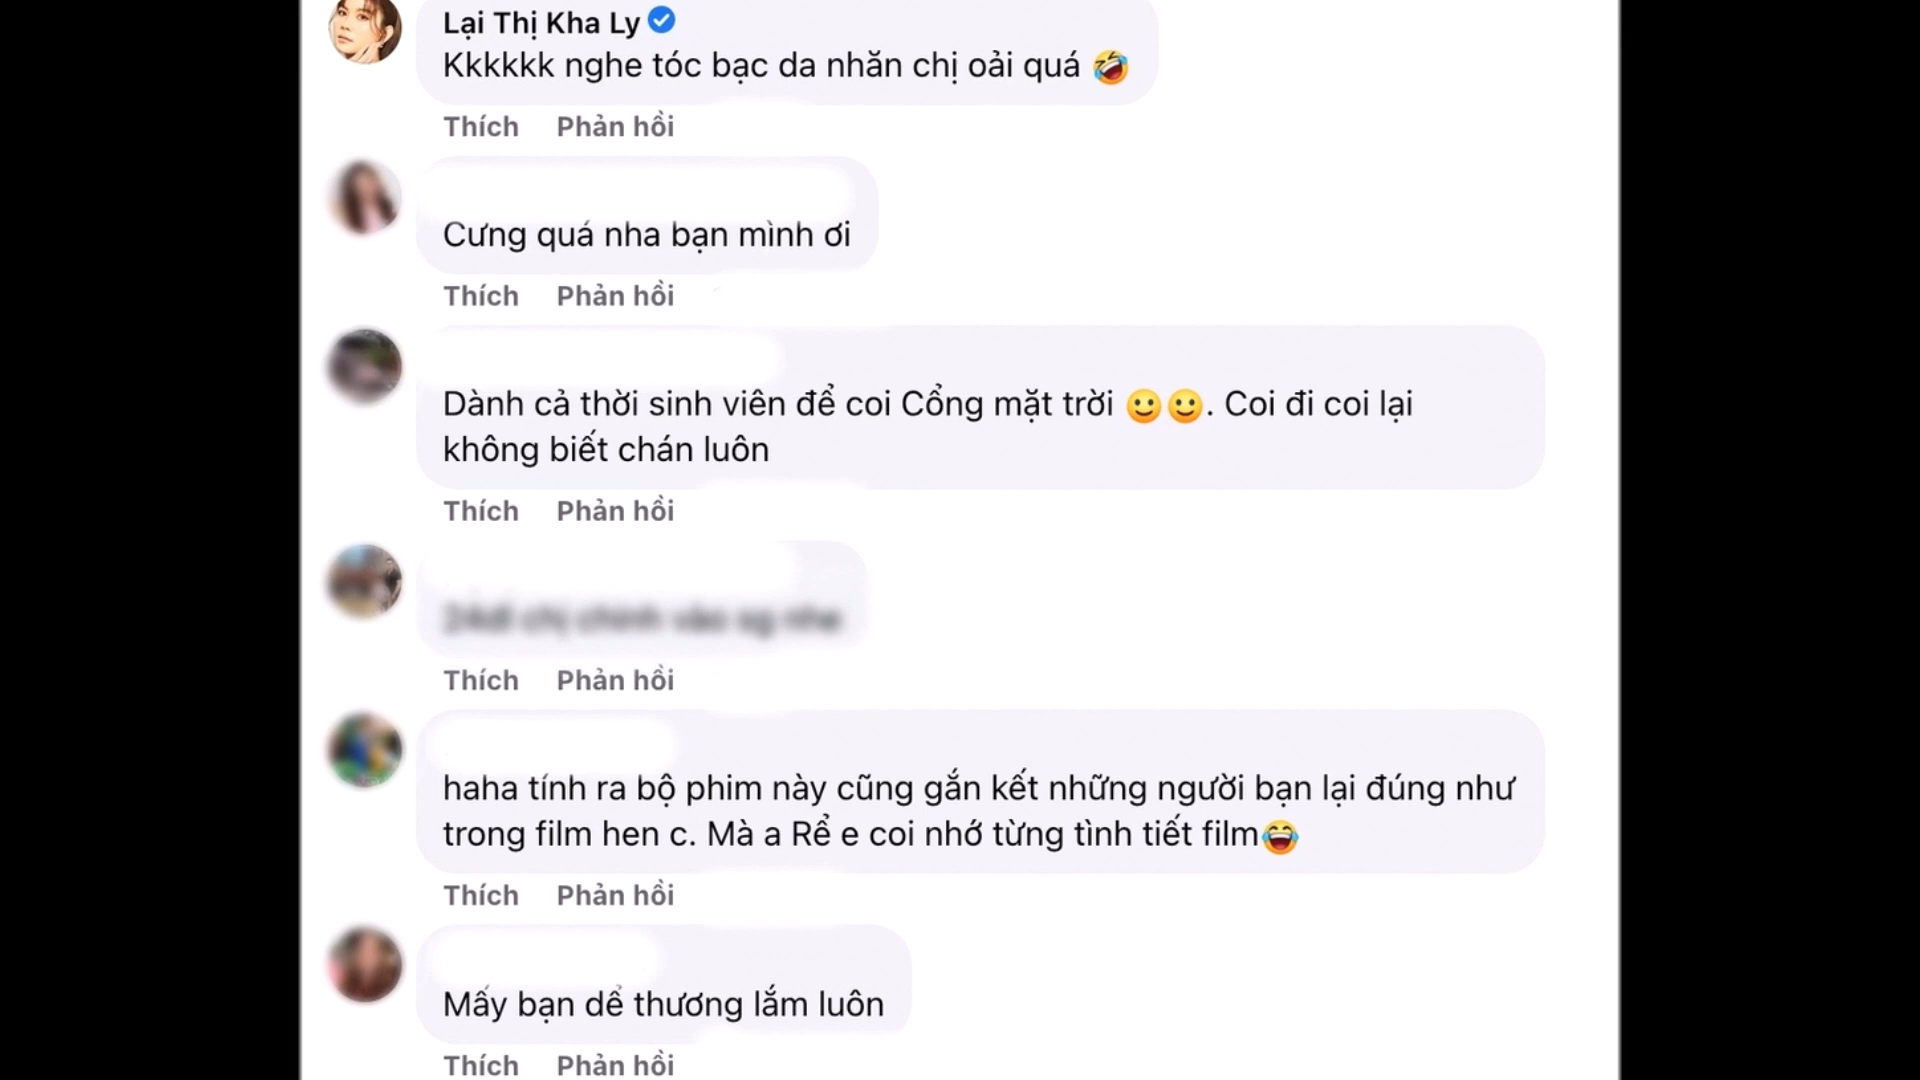 Lại Thị Kha Ly
Kkkkkk nghe tóc bạc da nhăn chị oải quá 🤣
Thích Phản hồi
Cưng quá nha bạn mình ơi
Thích Phản hồi
Dành cả thời sinh viên để coi Cổng mặt trời 🙂🙂. Coi đi coi lại
không biết chán luôn
Thích Phản hồi
Thích Phản hồi
haha tính ra bộ phim này cũng gắn kết những người bạn lại đúng như
trong film hen c. Mà a Rể e coi nhớ từng tình tiết film😂
Thích Phản hồi
Mấy bạn dể thương lắm luôn
Thích Phản hồi